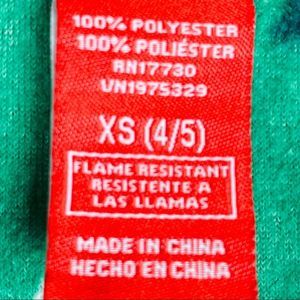 100% POLYESTER
100% POLIÉSTER
RN17730
VN1975329
XS (4/5)
FLAME RESISTANT
RESISTENTE A
LAS LLAMAS
MADE IN CHINA
HECHO EN CHINA